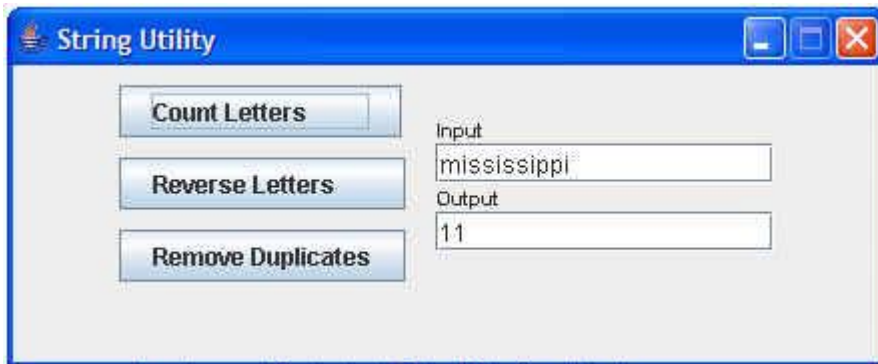 String Utility
Count Letters
Reverse Letters
Remove Duplicates
Input
mississippi
Output
11